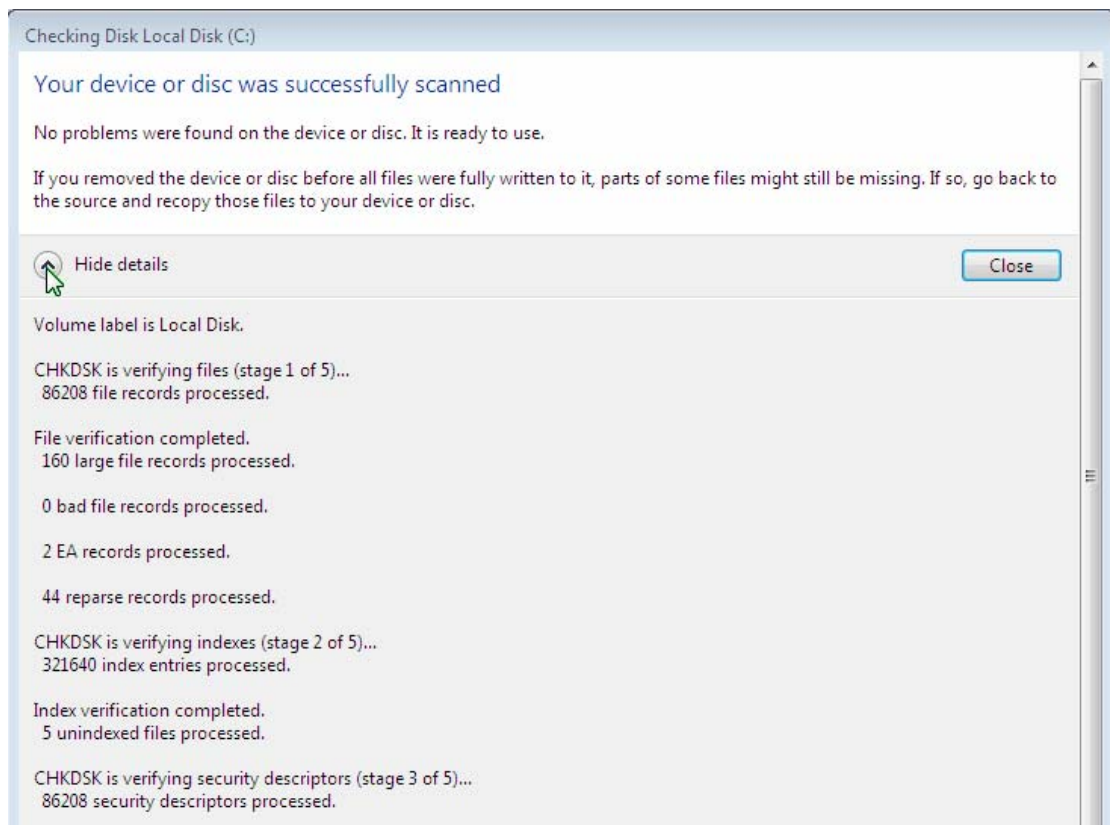 Checking Disk Local Disk (C:)
Your device or disc was successfully scanned
No problems were found on the device or disc. It is ready to use.
If you removed the device or disc before all files were fully written to it, parts of some files might still be missing. If so, go back to
the source and recopy those files to your device or disc.
Hide details
Close
Volume label is Local Disk.
CHKDSK is verifying files (stage 1 of 5)...
86208 file records processed.
File verification completed.
160 large file records processed.
0 bad file records processed.
2 EA records processed.
44 reparse records processed.
CHKDSK is verifying indexes (stage 2 of 5)...
321640 index entries processed.
Index verification completed.
5 unindexed files processed.
CHKDSK is verifying security descriptors (stage 3 of 5)...
86208 security descriptors processed.